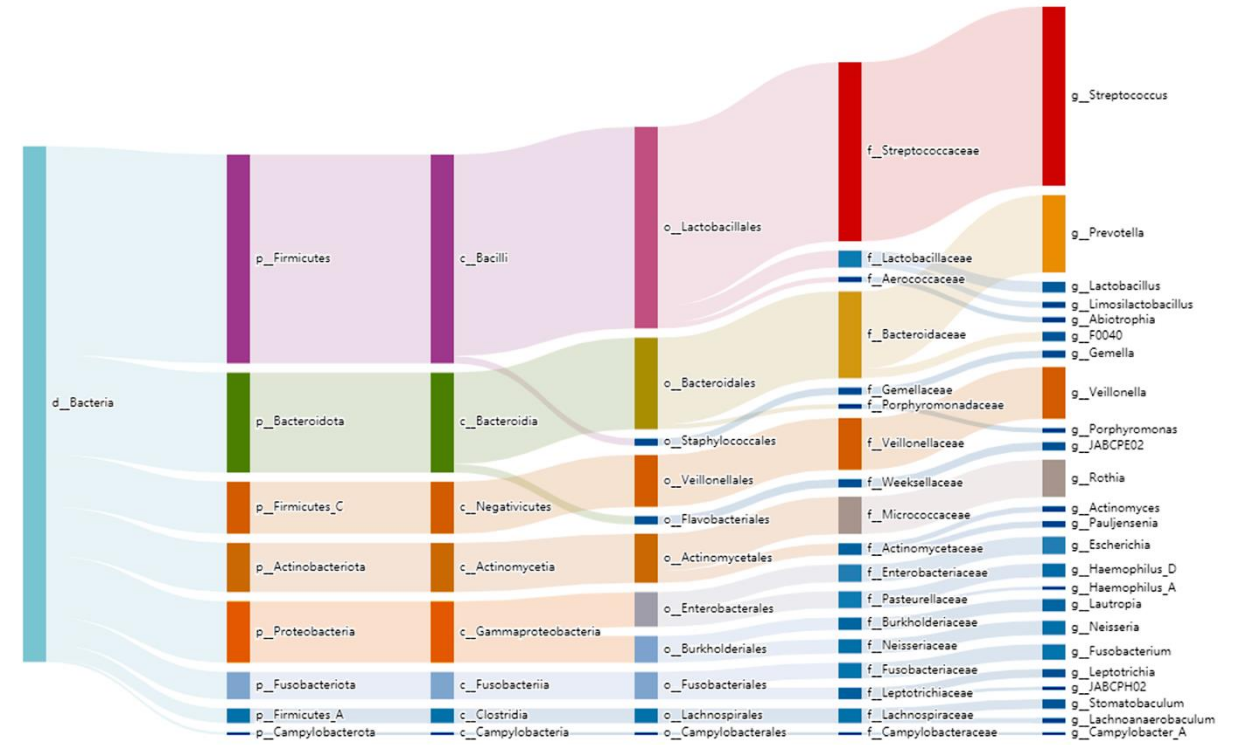 d__Bacteria
p__Firmicutes
p__Bacteroidota
p__Firmicutes_C
p__Actinobacteriota
p__Proteobacteria
p__Fusobacteriota
p__Firmicutes_A
p__Campylobacterota
c__Bacilli
c__Bacteroidia
c__Negativicutes
c__Actinomycetia
c__Gammaproteobacteria
c__Fusobacteriia
c__Clostridia
c__Campylobacteria
o__Lactobacillales
o__Bacteroidales
o__Staphylococcales
o__Veillonellales
o__Flavobacteriales
o__Actinomycetales
o__Enterobacterales
o__Burkholderiales
o__Fusobacteriales
o__Lachnospirales
o__Campylobacterales
f__Streptococcaceae
f__Lactobacillaceae
f__Aerococcaceae
f__Bacteroidaceae
f__Gemellaceae
f__Porphyromonadaceae
f__Veillonellaceae
f__Weeksellaceae
f__Micrococcaceae
f__Actinomycetaceae
f__Enterobacteriaceae
f__Pasteurellaceae
f__Burkholderiaceae
f__Neisseriaceae
f__Fusobacteriaceae
f__Leptotrichiaceae
f__Lachnospiraceae
f__Campylobacteraceae
g__Streptococcus
g__Prevotella
g__Lactobacillus
g__Limosilactobacillus
g__Abiotrophia
g__F0040
g__Gemella
g__Veillonella
g__Porphyromonas
g__JABCPE02
g__Rothia
g__Actinomyces
g__Pauljensenia
g__Escherichia
g__Haemophilus_D
g__Haemophilus_A
g__Lautropia
g__Neisseria
g__Fusobacterium
g__Leptotrichia
g__JABCPH02
g__Stomatobaculum
g__Lachnoanaerobaculum
g__Campylobacter_A